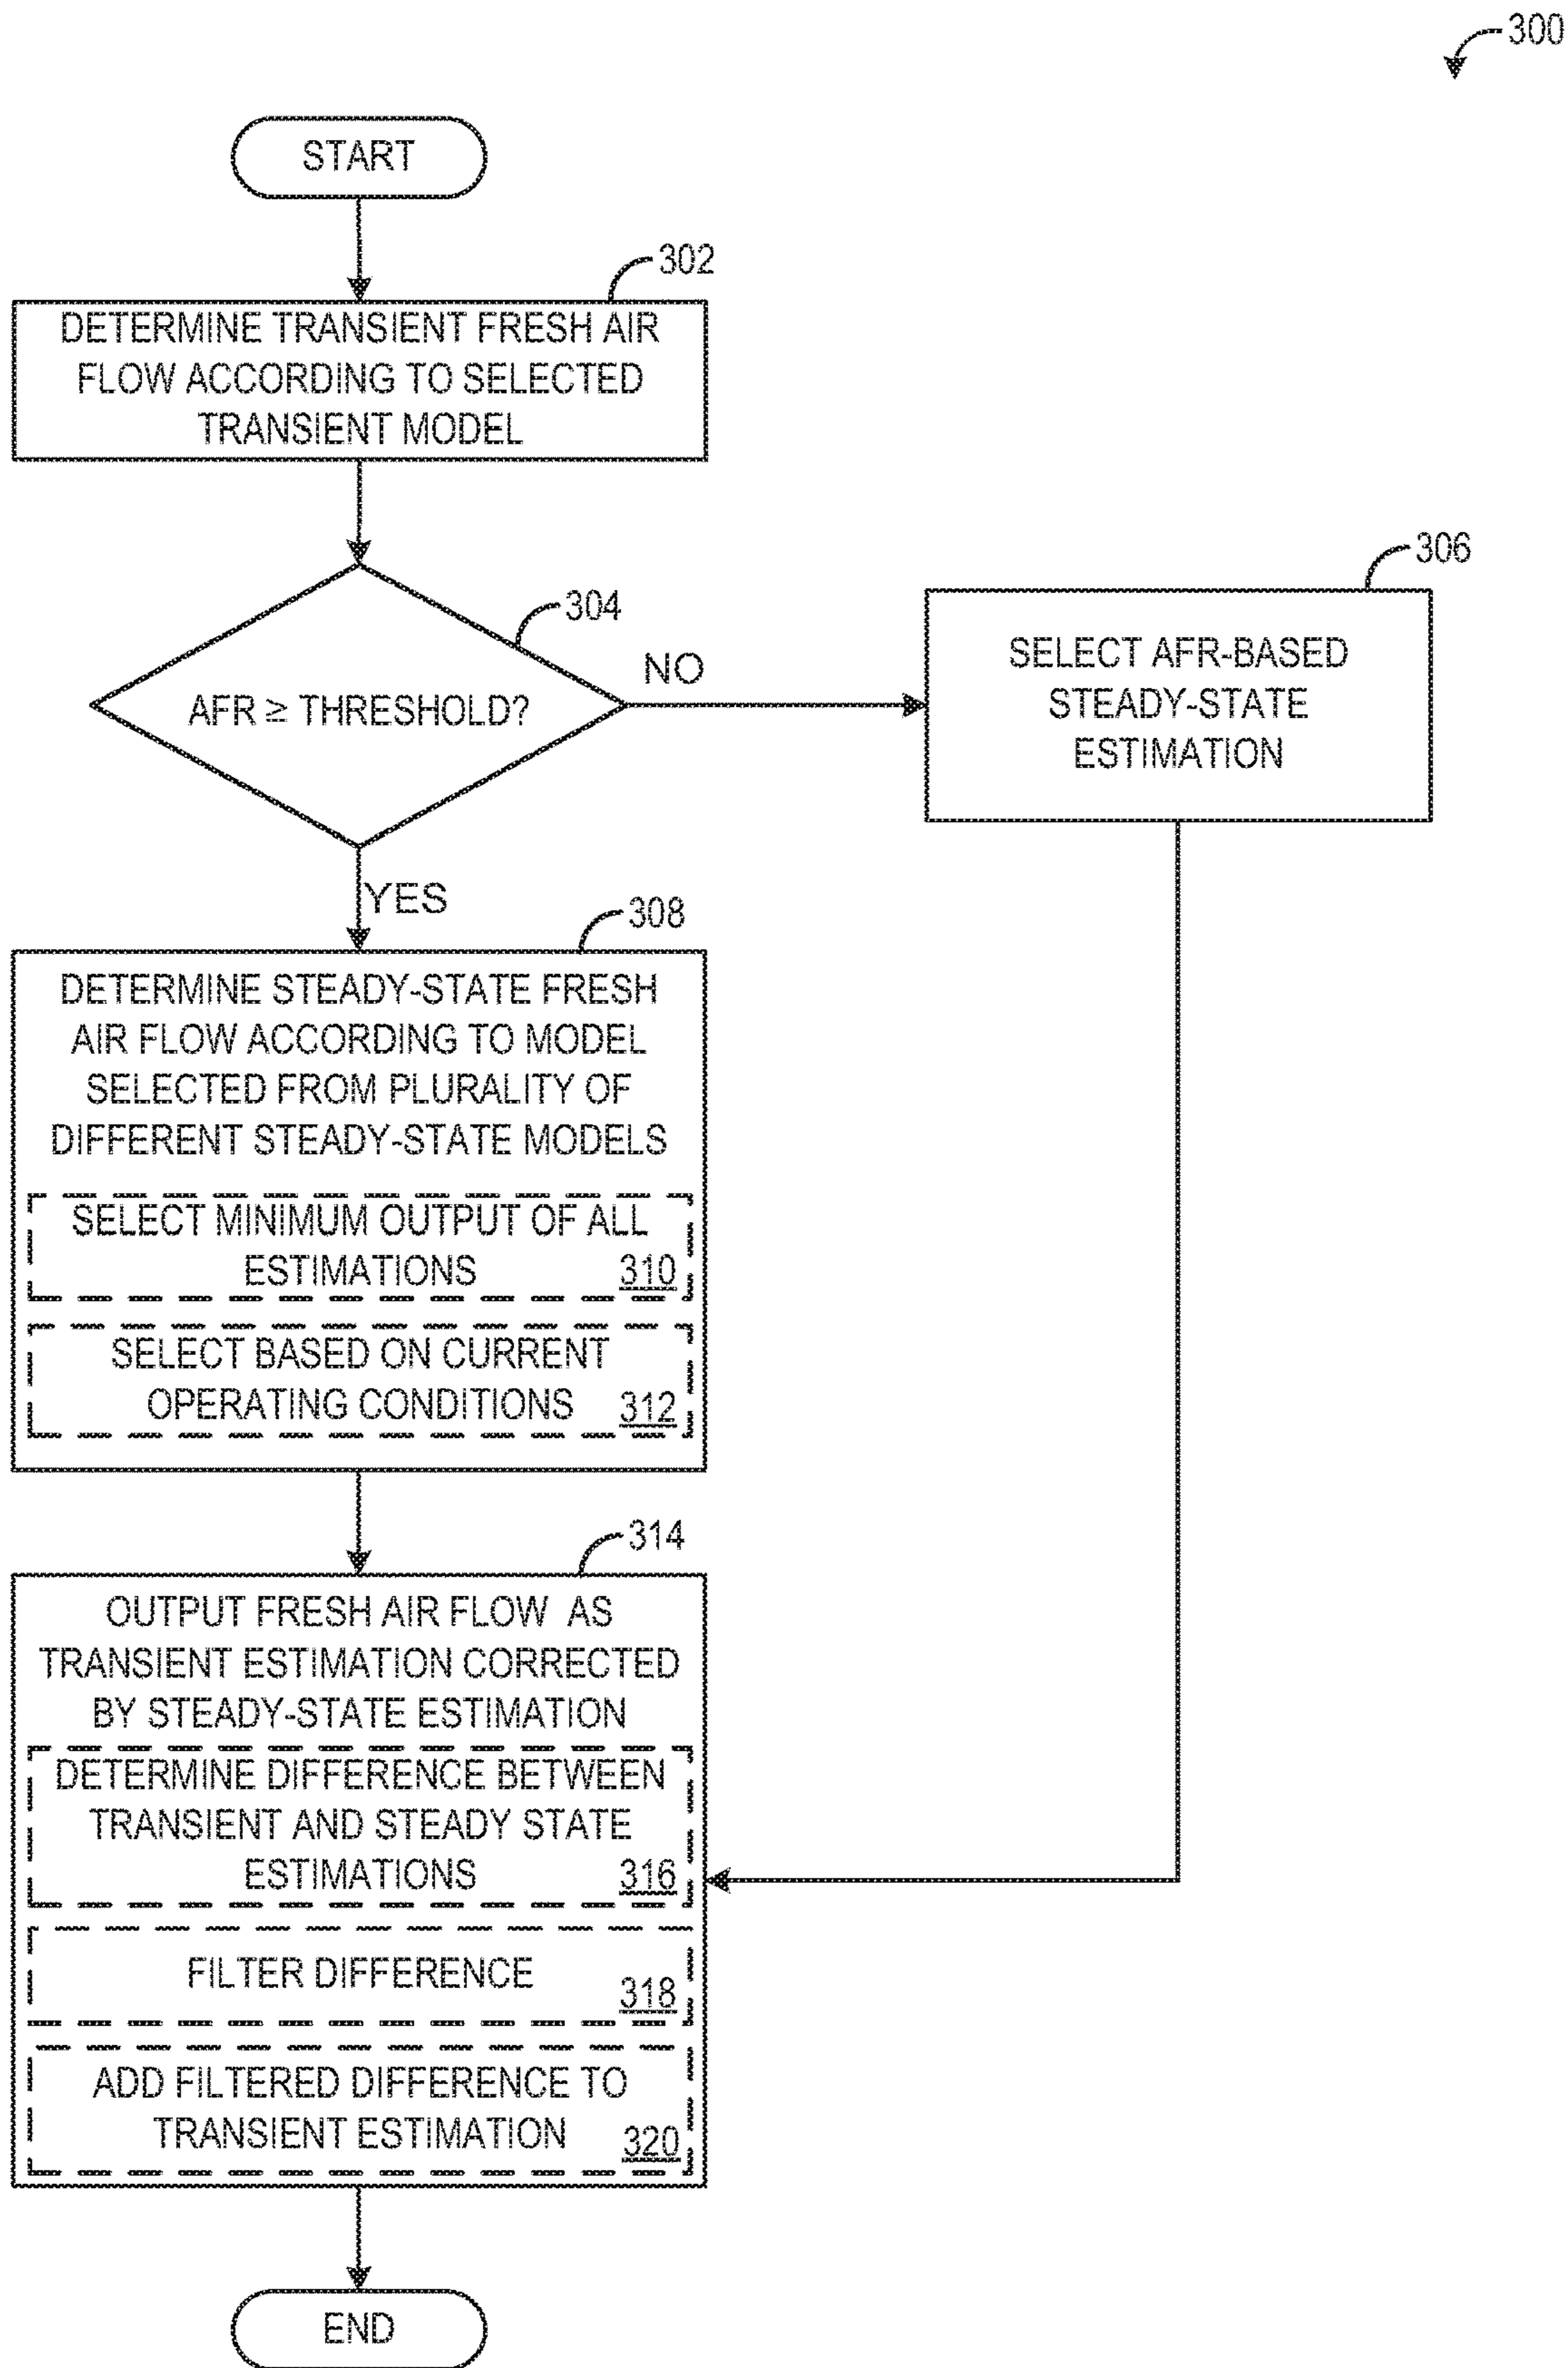 300
START
302
DETERMINE TRANSIENT FRESH AIR
FLOW ACCORDING TO SELECTED
TRANSIENT MODEL
304
AFR ≥ THRESHOLD?
NO
306
SELECT AFR-BASED
STEADY-STATE
ESTIMATION
YES
308
DETERMINE STEADY-STATE FRESH
AIR FLOW ACCORDING TO MODEL
SELECTED FROM PLURALITY OF
DIFFERENT STEADY-STATE MODELS
SELECT MINIMUM OUTPUT OF ALL
ESTIMATIONS 310
SELECT BASED ON CURRENT
OPERATING CONDITIONS 312
314
OUTPUT FRESH AIR FLOW AS
TRANSIENT ESTIMATION CORRECTED
BY STEADY-STATE ESTIMATION
DETERMINE DIFFERENCE BETWEEN
TRANSIENT AND STEADY STATE
ESTIMATIONS 316
FILTER DIFFERENCE 318
ADD FILTERED DIFFERENCE TO
TRANSIENT ESTIMATION 320
END